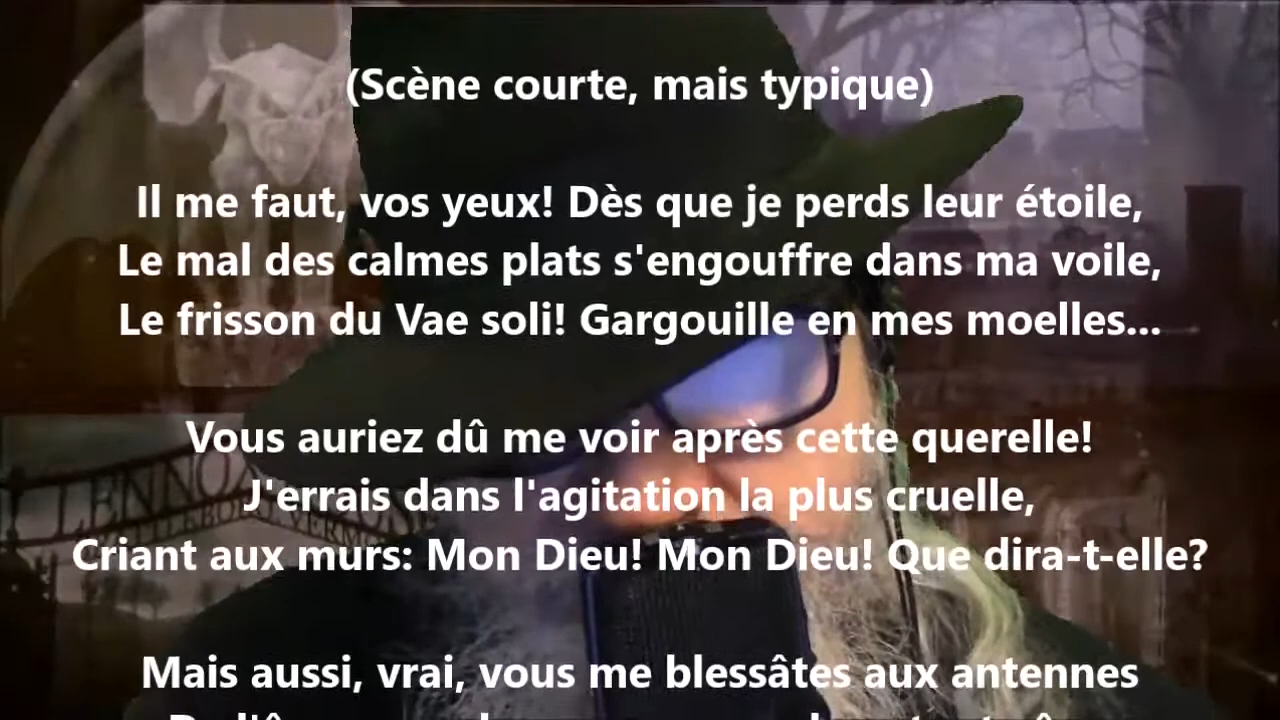 (Scène courte, mais typique)
Il me faut, vos yeux! Dès que je perds leur étoile,
Le mal des calmes plats s'engouffre dans ma voile,
Le frisson du Vae soli! Gargouille en mes moelles...
Vous auriez dû me voir après cette querelle!
J'errais dans l'agitation la plus cruelle,
Criant aux murs: Mon Dieu! Mon Dieu! Que dira-t-elle?
Mais aussi, vrai, vous me blessâtes aux antennes